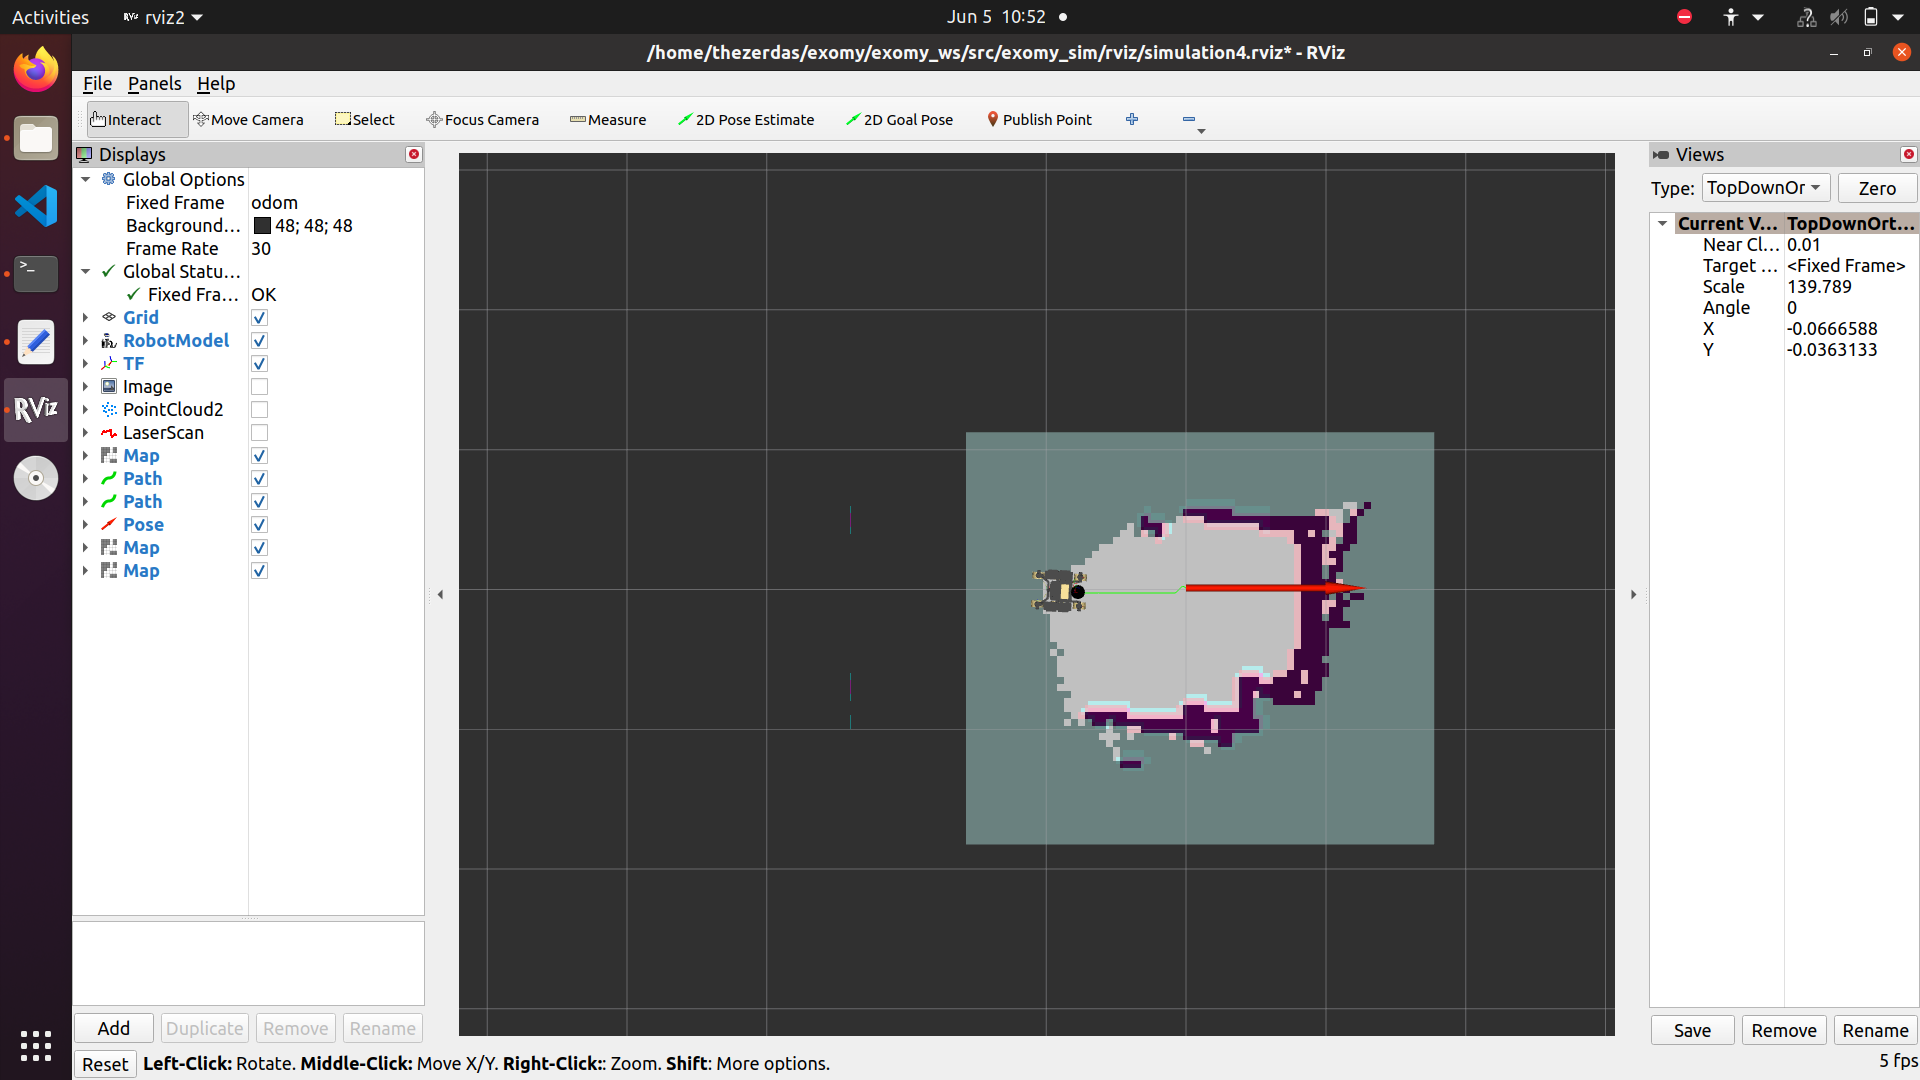 Activities
RViz rviz2
Jun 5 10:52
/home/thezerdas/exomy/exomy_ws/src/exomy_sim/rviz/simulation4.rviz* - RViz
File Panels Help
Interact Move Camera Select Focus Camera Measure 2D Pose Estimate 2D Goal Pose Publish Point
Displays
Global Options
Fixed Frame odom
Background... 48; 48; 48
Frame Rate 30
Global Statu...
Fixed Fra... OK
Grid
RobotModel
TF
Image
PointCloud2
LaserScan
Map
Path
Path
Pose
Map
Map
Add Duplicate Remove Rename
Reset Left-Click: Rotate. Middle-Click: Move X/Y. Right-Click:: Zoom. Shift: More options.
Views
Type: TopDownOr Zero
Current V... TopDownOrt...
Near Cl... 0.01
Target ... <Fixed Frame>
Scale 139.789
Angle 0
X -0.0666588
Y -0.0363133
Save Remove Rename
5 fps
>_
RViz